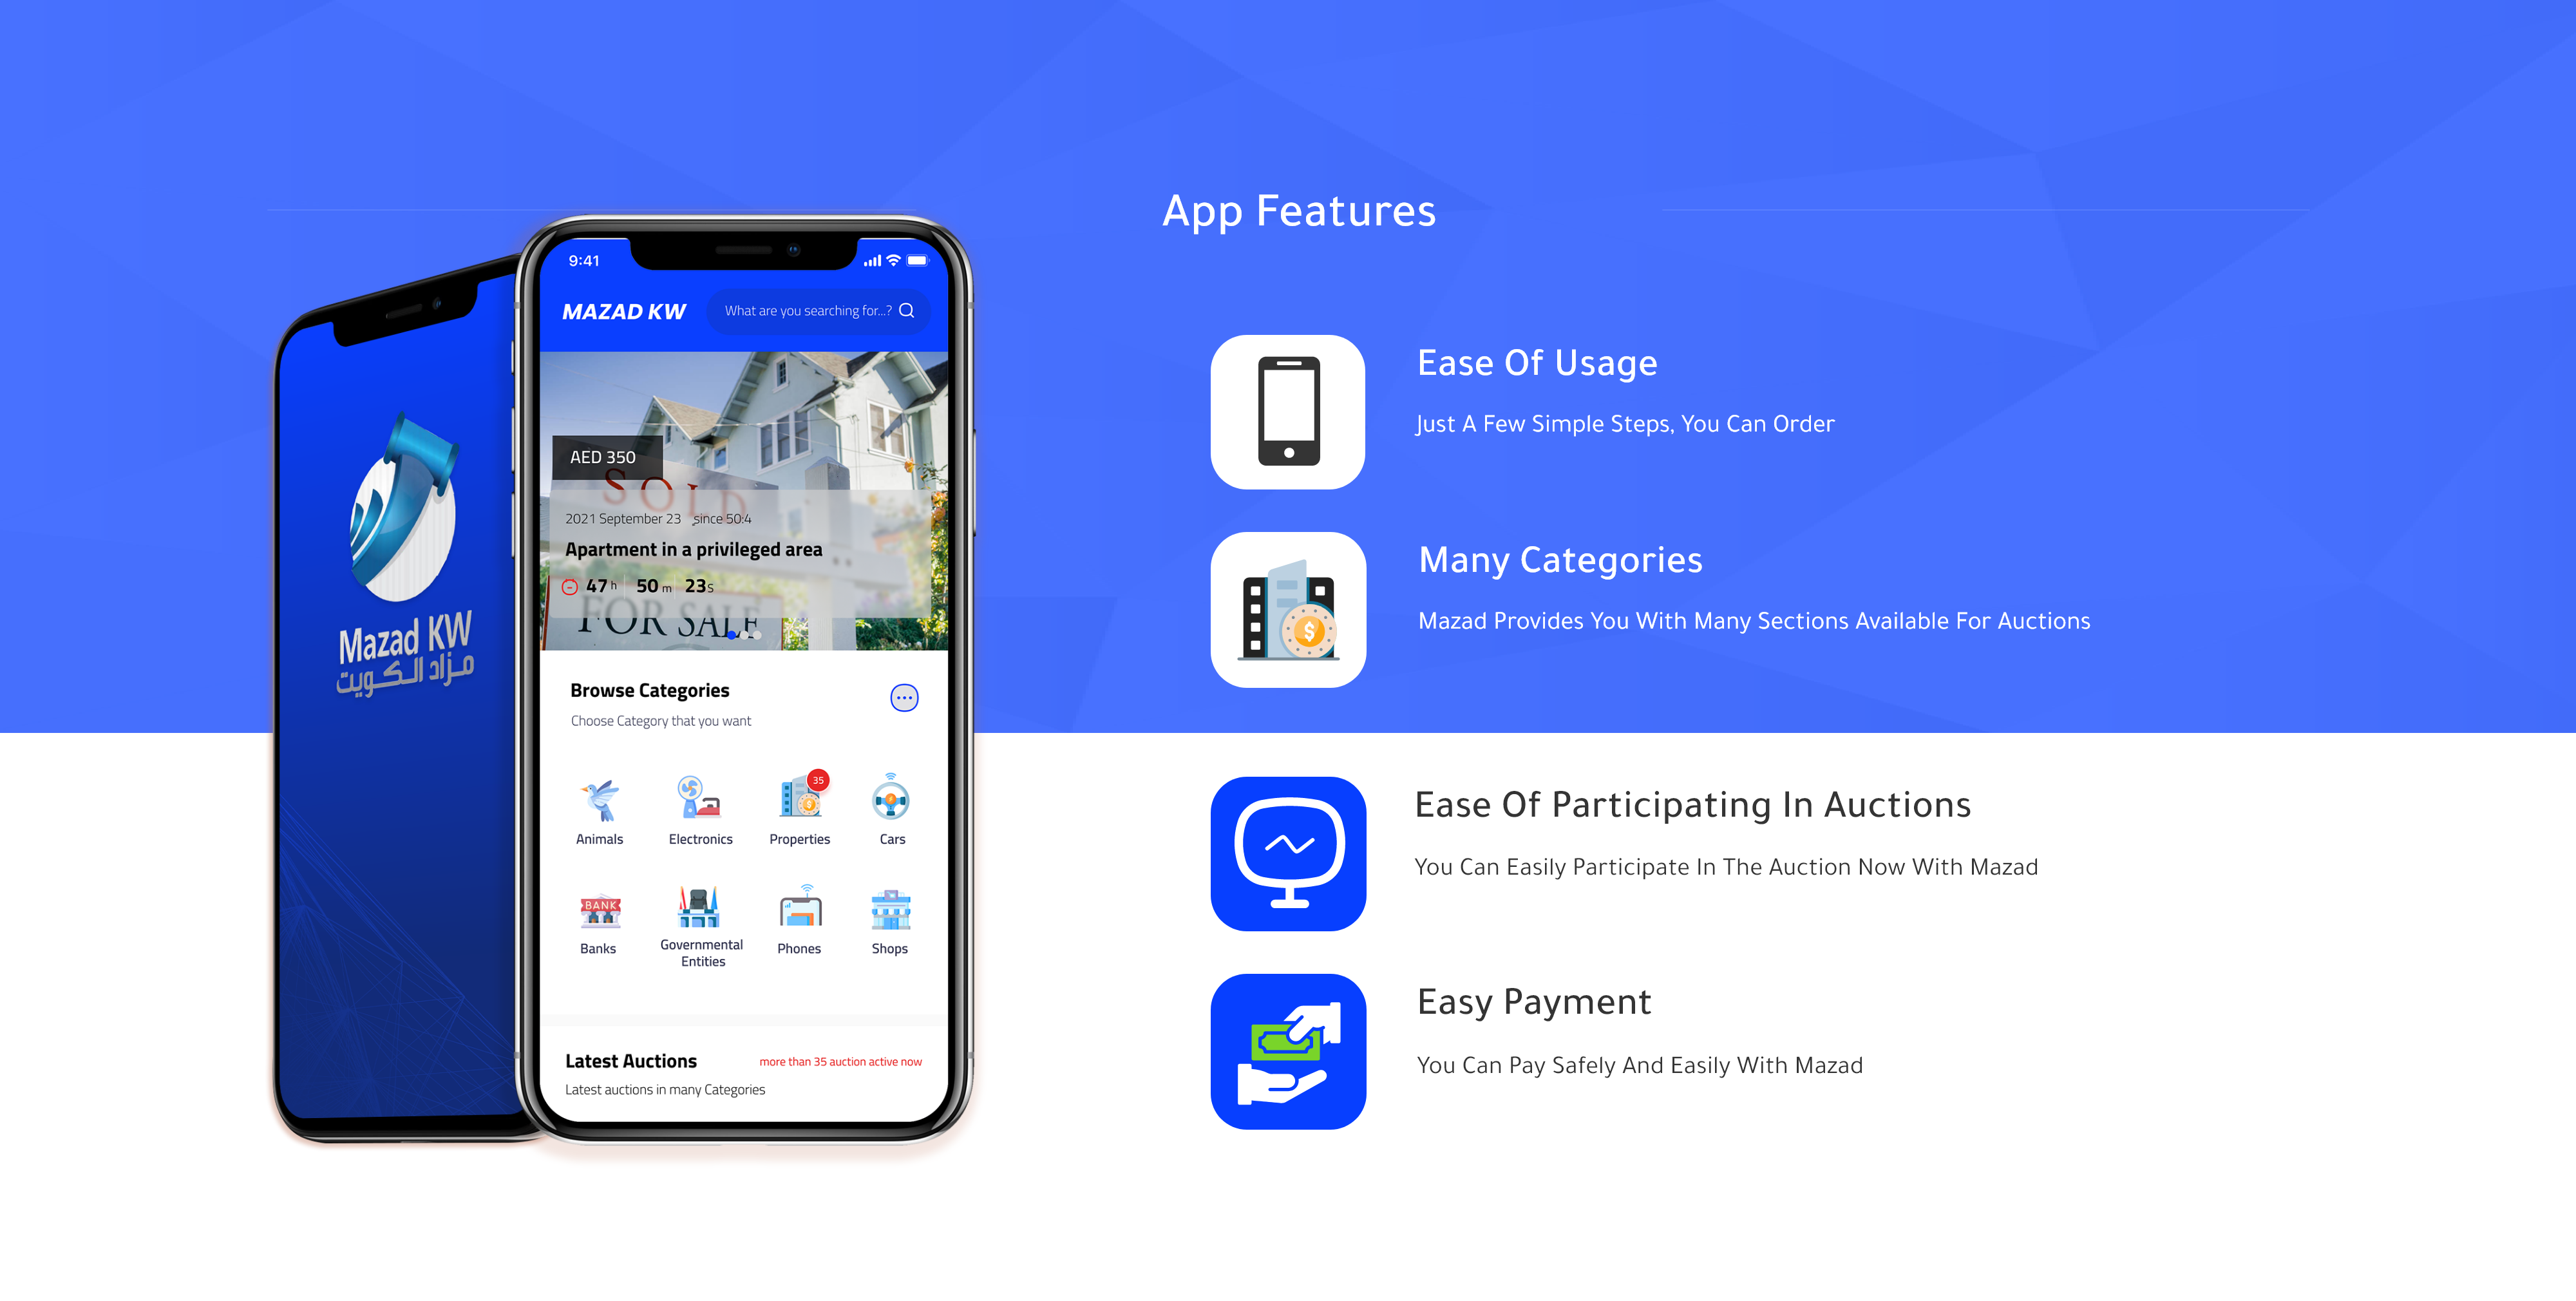 App Features
Ease Of Usage
Just A Few Simple Steps, You Can Order
Many Categories
Mazad Provides You With Many Sections Available For Auctions
Ease Of Participating In Auctions
You Can Easily Participate In The Auction Now With Mazad
Easy Payment
You Can Pay Safely And Easily With Mazad
Mazad KW
مزاد الكويت
9:41
MAZAD KW
What are you searching for...?
AED 350
SOLD
2021 September 23 since 50:4
Apartment in a privileged area
47 h 50 m 23 S
FOR SALE
Browse Categories
Choose Category that you want
35
$
Animals Electronics Properties Cars
BANK
Banks Governmental Entities Phones Shops
Latest Auctions more than 35 auction active now
Latest auctions in many Categories